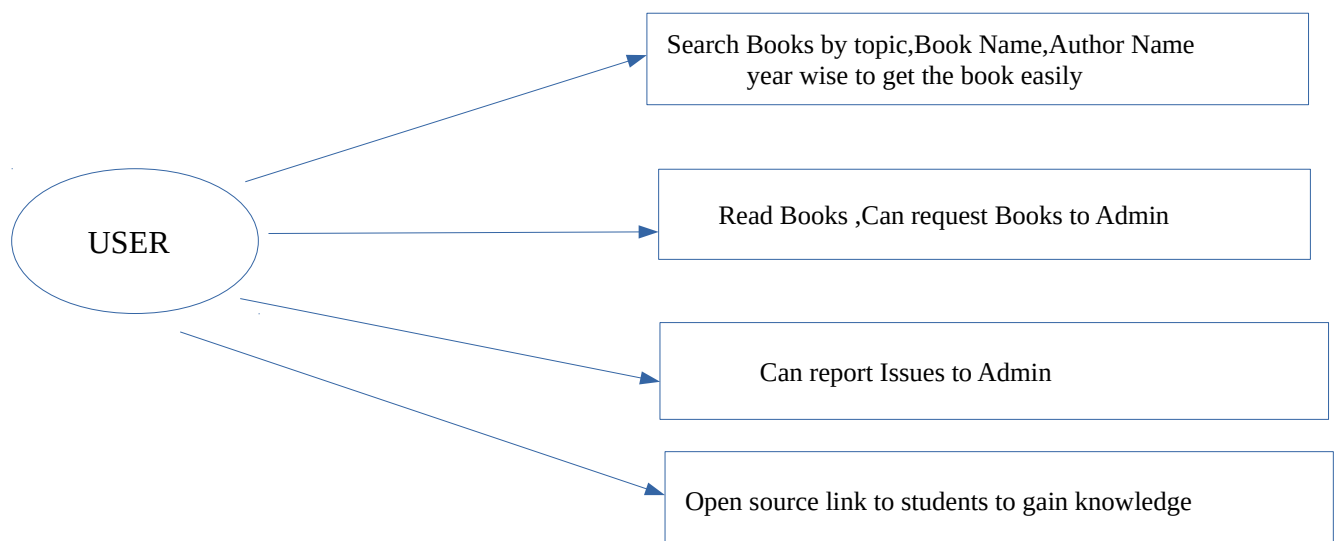 Search Books by topic,Book Name,Author Name
year wise to get the book easily
USER
Read Books ,Can request Books to Admin
Can report Issues to Admin
Open source link to students to gain knowledge